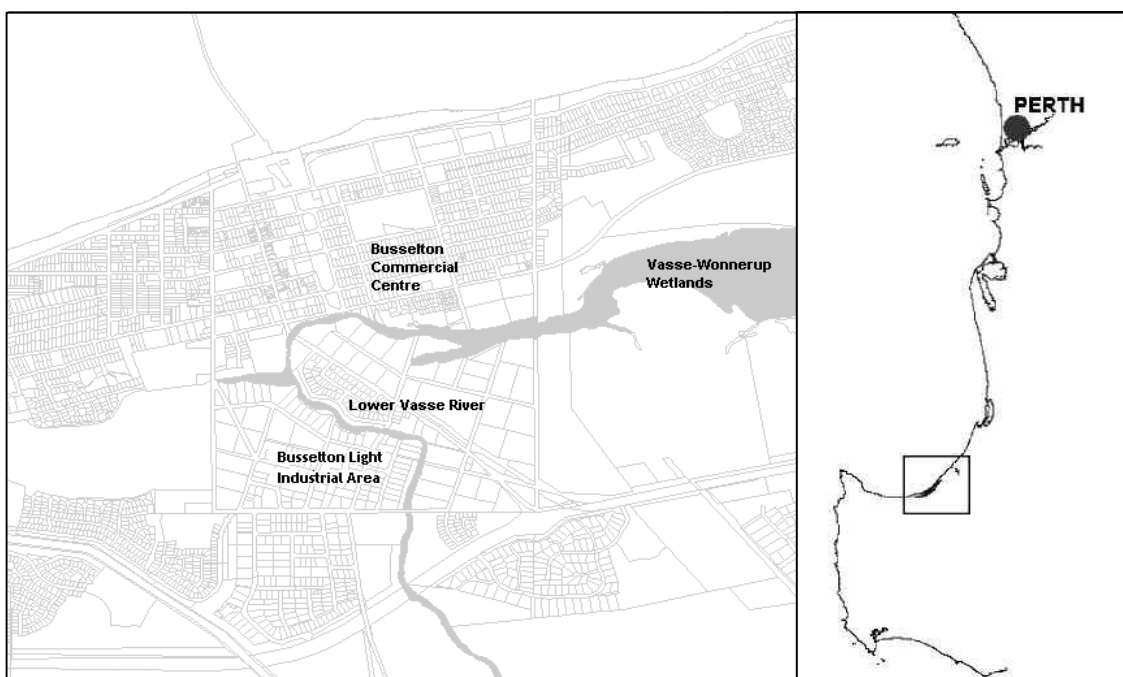 Busselton
Commercial
Centre
Vasse-Wonnerup
Wetlands
Lower Vasse River
Busselton Light
Industrial Area
PERTH